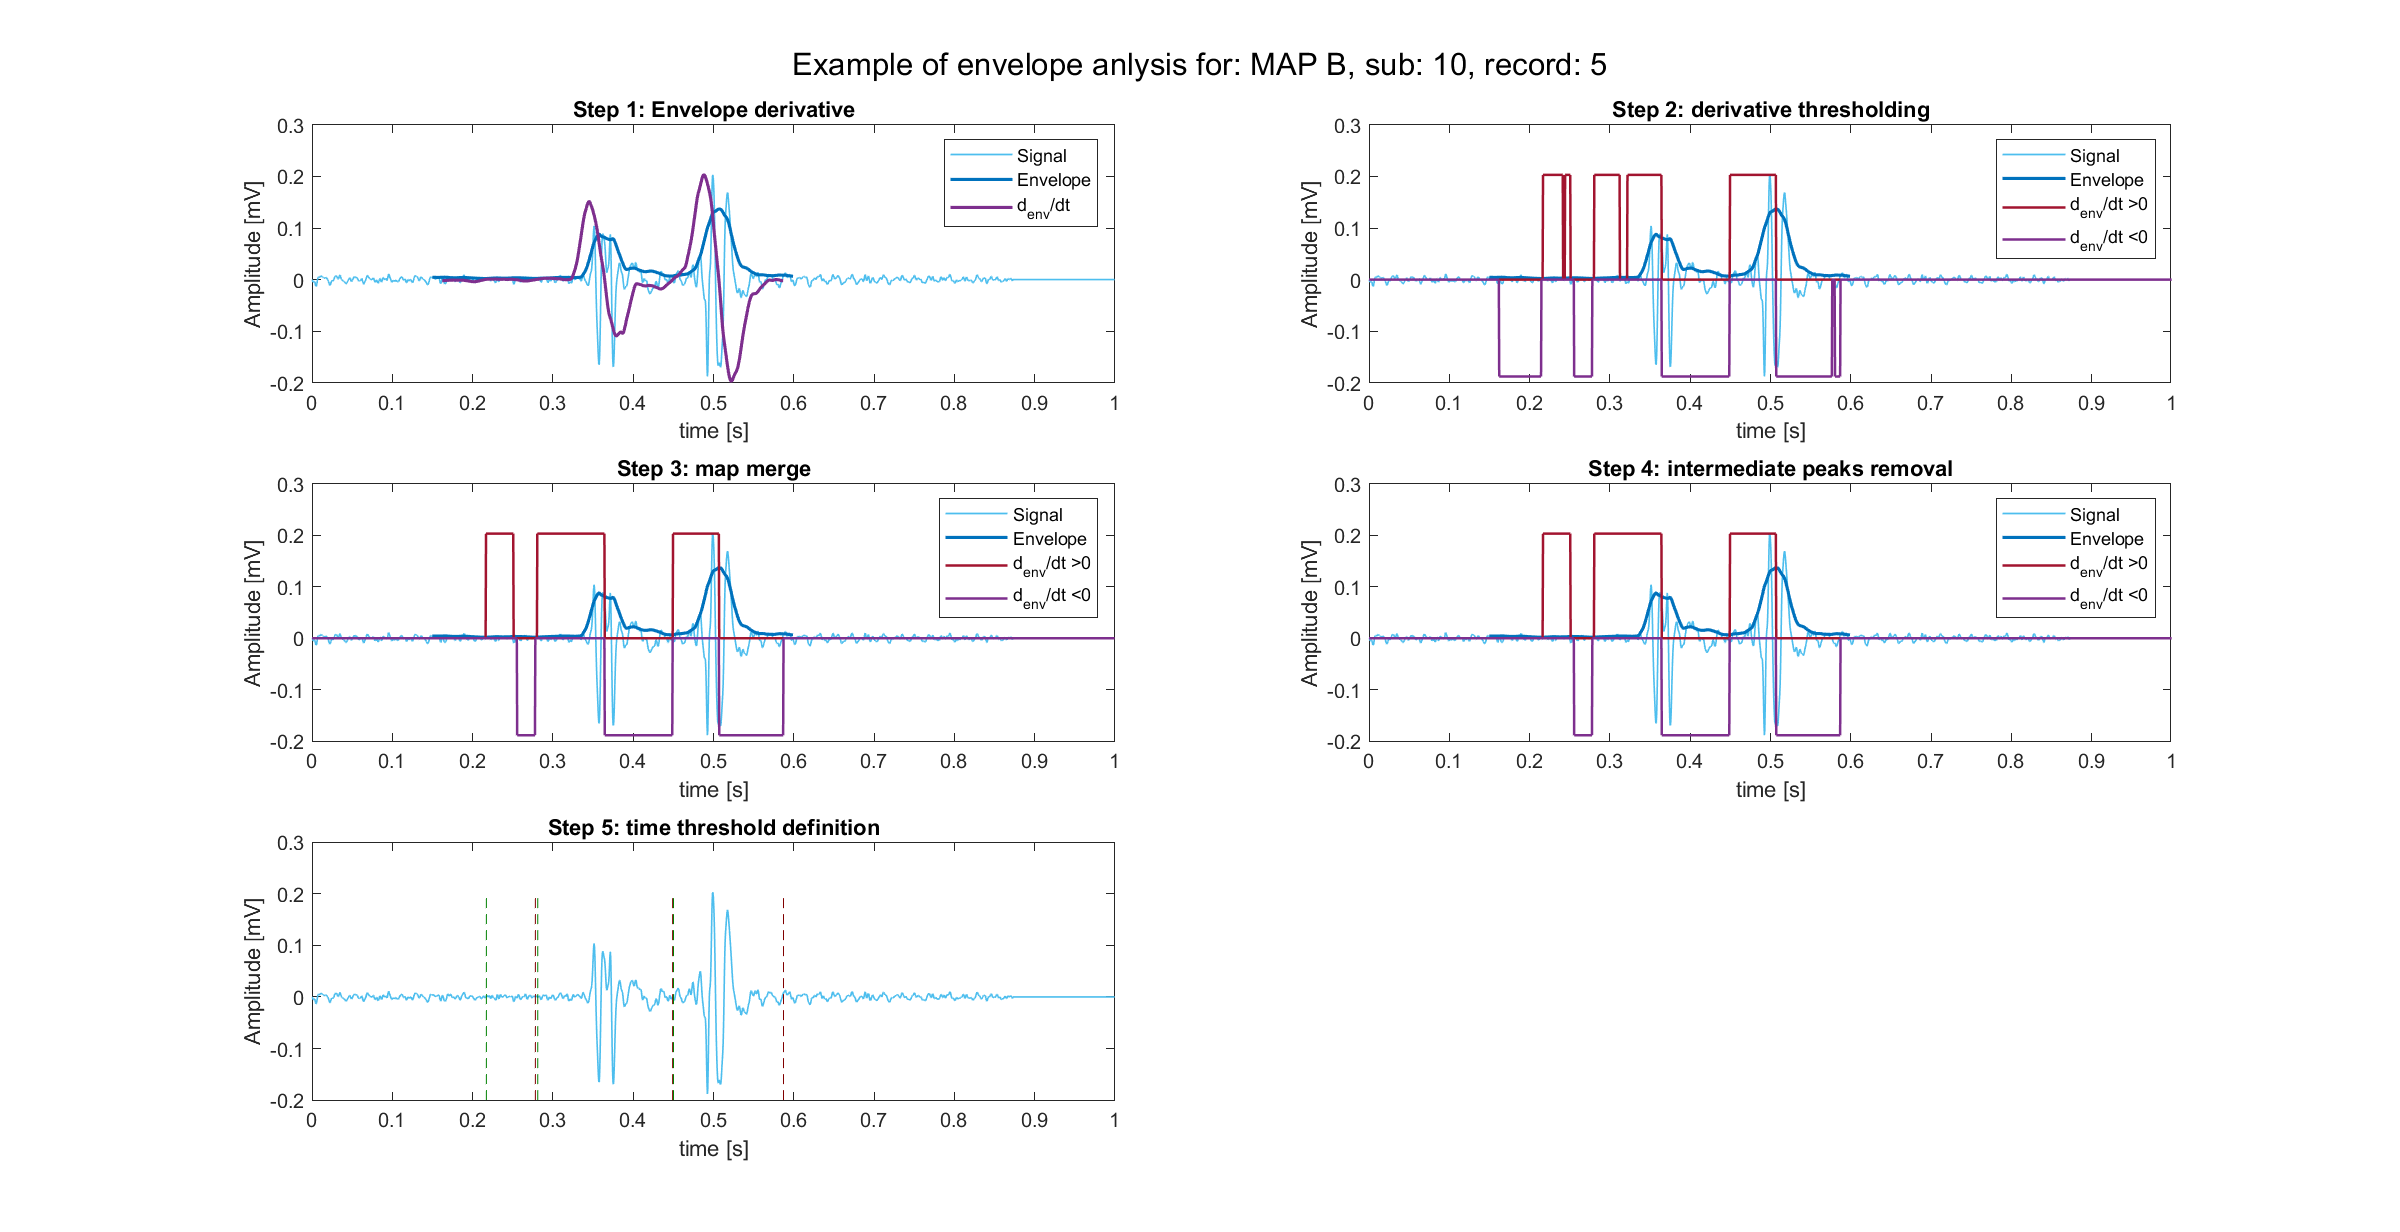 Example of envelope anlysis for: MAP B, sub: 10, record: 5
Step 1: Envelope derivative
0.3
0.2
0.1
0
-0.1
-0.2
Amplitude [mV]
0 0.1 0.2 0.3 0.4 0.5 0.6 0.7 0.8 0.9 1
time [s]
Signal
Envelope
d_env/dt
Step 2: derivative thresholding
0.3
0.2
0.1
0
-0.1
-0.2
Amplitude [mV]
0 0.1 0.2 0.3 0.4 0.5 0.6 0.7 0.8 0.9 1
time [s]
Signal
Envelope
d_env/dt >0
d_env/dt <0
Step 3: map merge
0.3
0.2
0.1
0
-0.1
-0.2
Amplitude [mV]
0 0.1 0.2 0.3 0.4 0.5 0.6 0.7 0.8 0.9 1
time [s]
Signal
Envelope
d_env/dt >0
d_env/dt <0
Step 4: intermediate peaks removal
0.3
0.2
0.1
0
-0.1
-0.2
Amplitude [mV]
0 0.1 0.2 0.3 0.4 0.5 0.6 0.7 0.8 0.9 1
time [s]
Signal
Envelope
d_env/dt >0
d_env/dt <0
Step 5: time threshold definition
0.3
0.2
0.1
0
-0.1
-0.2
Amplitude [mV]
0 0.1 0.2 0.3 0.4 0.5 0.6 0.7 0.8 0.9 1
time [s]